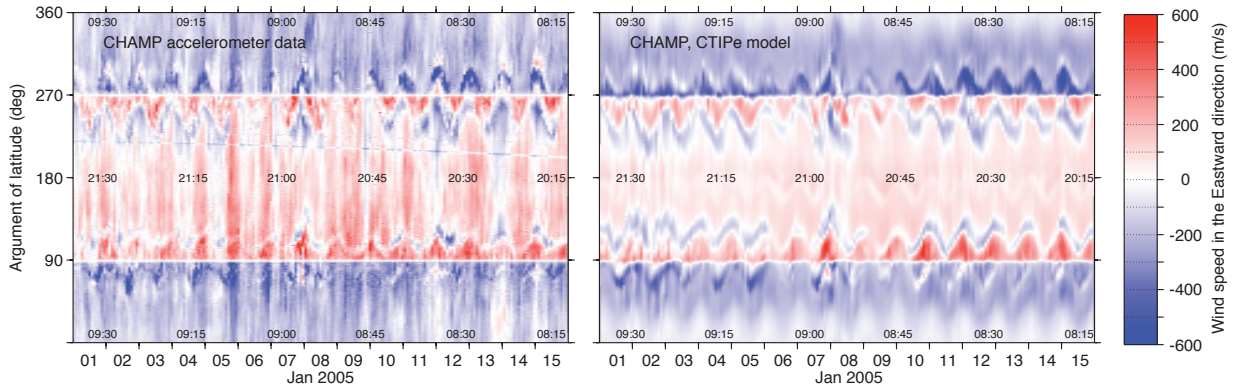 360
270
180
90
Argument of latitude (deg)
09:30 09:15 09:00 08:45 08:30 08:15
CHAMP accelerometer data
21:30 21:15 21:00 20:45 20:30 20:15
09:30 09:15 09:00 08:45 08:30 08:15
01 02 03 04 05 06 07 08 09 10 11 12 13 14 15
Jan 2005
09:30 09:15 09:00 08:45 08:30 08:15
CHAMP, CTIPe model
21:30 21:15 21:00 20:45 20:30 20:15
09:30 09:15 09:00 08:45 08:30 08:15
01 02 03 04 05 06 07 08 09 10 11 12 13 14 15
Jan 2005
600
400
200
0
-200
-400
-600
Wind speed in the Eastward direction (m/s)